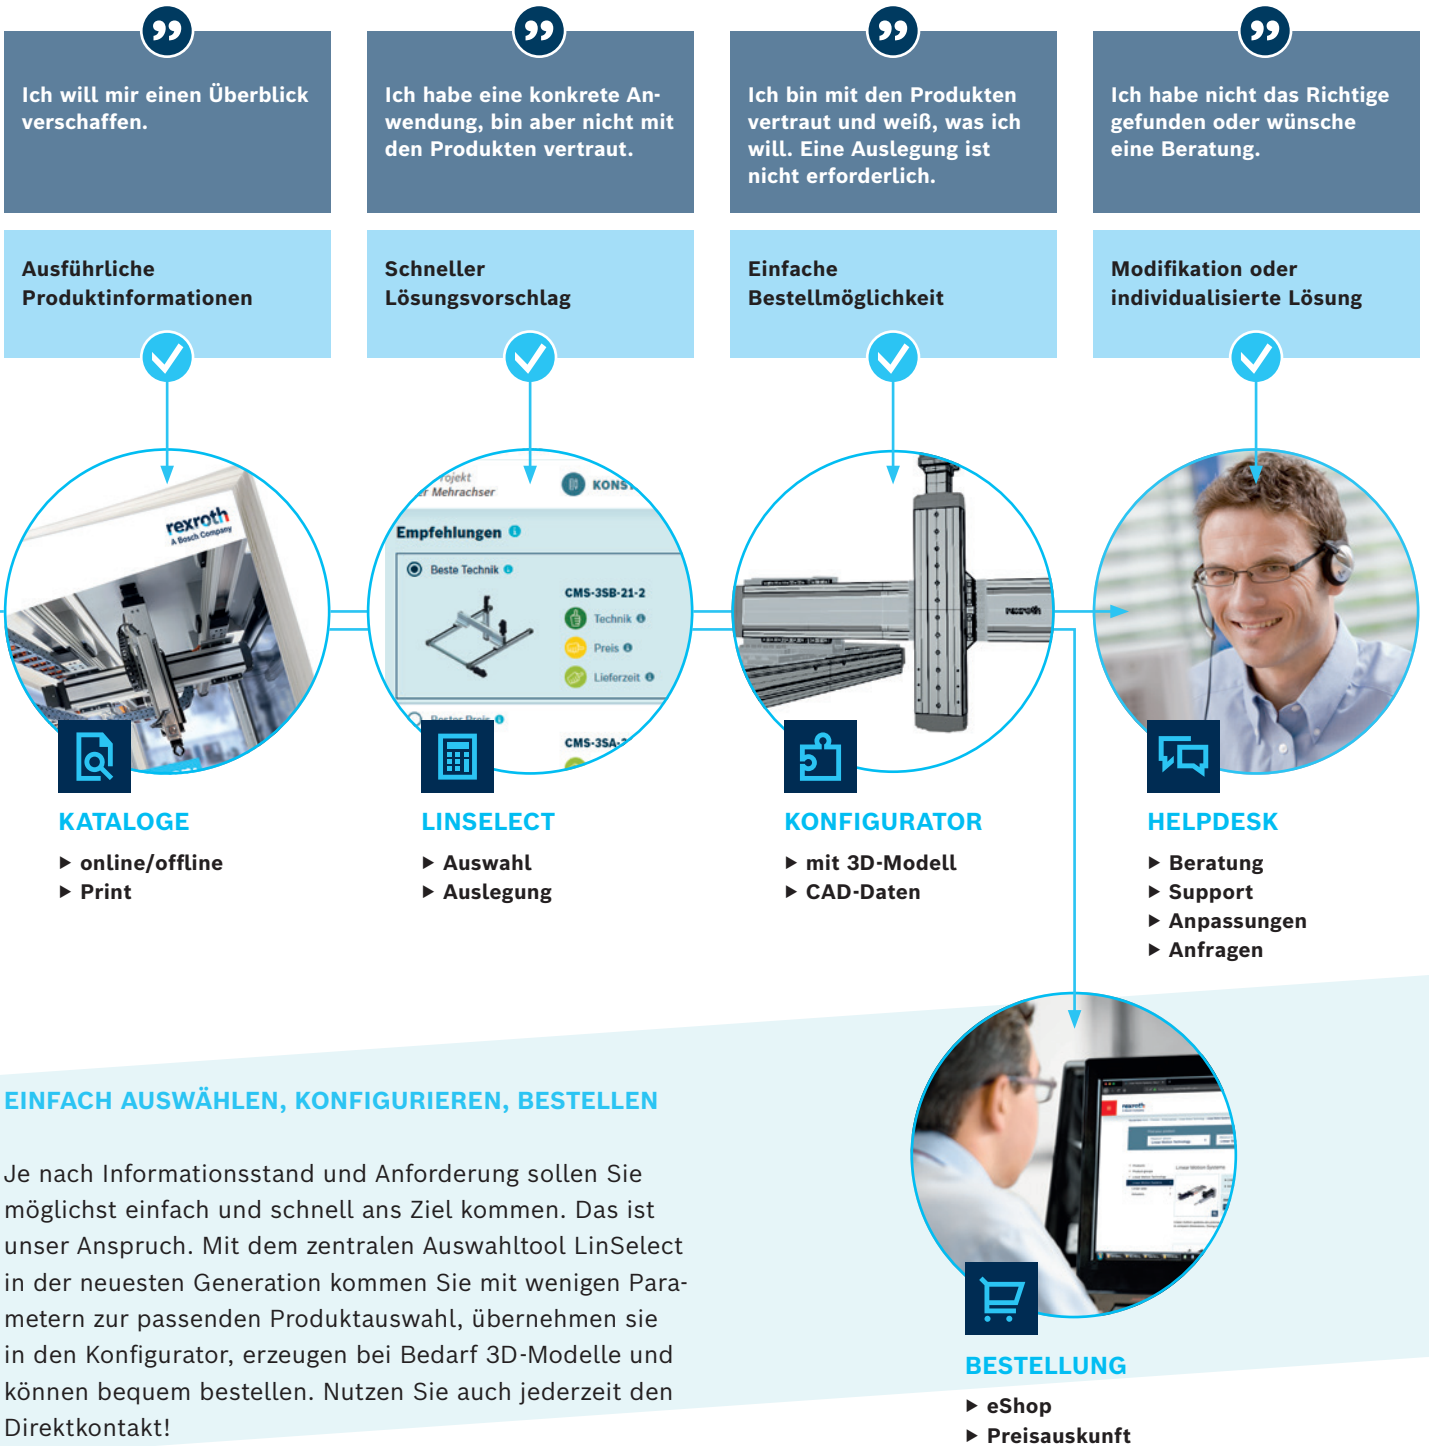 Ich will mir einen Überblick
verschaffen.
Ich habe eine konkrete An-
wendung, bin aber nicht mit
den Produkten vertraut.
Ich bin mit den Produkten
vertraut und weiß, was ich
will. Eine Auslegung ist
nicht erforderlich.
Ich habe nicht das Richtige
gefunden oder wünsche
eine Beratung.
Ausführliche
Produktinformationen
Schneller
Lösungsvorschlag
Einfache
Bestellmöglichkeit
Modifikation oder
individualisierte Lösung
rexroth
A Bosch Company
Mehrachser
Empfehlungen
Beste Technik
CMS-3SB-21-2
Technik
Preis
Lieferzeit
rexroth
KATALOGE
▶ online/offline
▶ Print
LINSELECT
▶ Auswahl
▶ Auslegung
KONFIGURATOR
▶ mit 3D-Modell
▶ CAD-Daten
HELPDESK
▶ Beratung
▶ Support
▶ Anpassungen
▶ Anfragen
EINFACH AUSWÄHLEN, KONFIGURIEREN, BESTELLEN
Je nach Informationsstand und Anforderung sollen Sie
möglichst einfach und schnell ans Ziel kommen. Das ist
unser Anspruch. Mit dem zentralen Auswahltool LinSelect
in der neuesten Generation kommen Sie mit wenigen Para-
metern zur passenden Produktauswahl, übernehmen sie
in den Konfigurator, erzeugen bei Bedarf 3D-Modelle und
können bequem bestellen. Nutzen Sie auch jederzeit den
Direktkontakt!
rexroth
Linear Motion Systems
BESTELLUNG
▶ eShop
▶ Preisauskunft